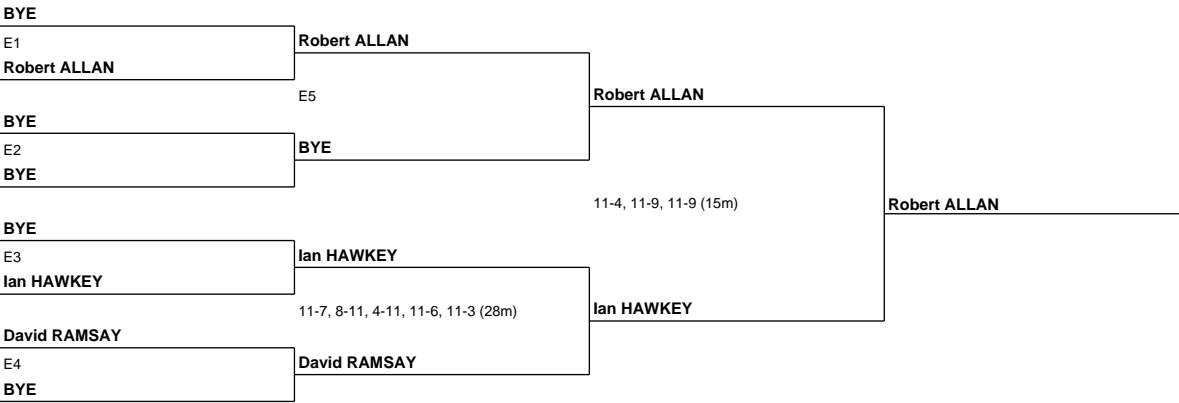 BYE
E1
Robert ALLAN
BYE
E2
BYE
BYE
E3
Ian HAWKEY
David RAMSAY
E4
BYE
Robert ALLAN
E5
BYE
Ian HAWKEY
11-7, 8-11, 4-11, 11-6, 11-3 (28m)
David RAMSAY
Robert ALLAN
11-4, 11-9, 11-9 (15m)
Ian HAWKEY
Robert ALLAN